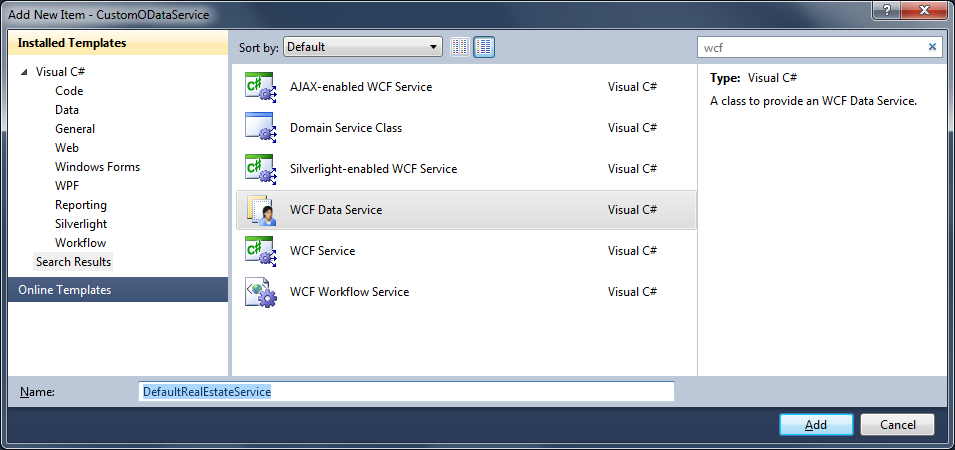 Add New Item - CustomODataService
Installed Templates
Visual C#
Code
Data
General
Web
Windows Forms
WPF
Reporting
Silverlight
Workflow
Search Results
Online Templates
Sort by: Default
wcf
AJAX-enabled WCF Service Visual C#
Domain Service Class Visual C#
Silverlight-enabled WCF Service Visual C#
WCF Data Service Visual C#
WCF Service Visual C#
WCF Workflow Service Visual C#
Type: Visual C#
A class to provide an WCF Data Service.
Name: DefaultRealEstateService
Add Cancel